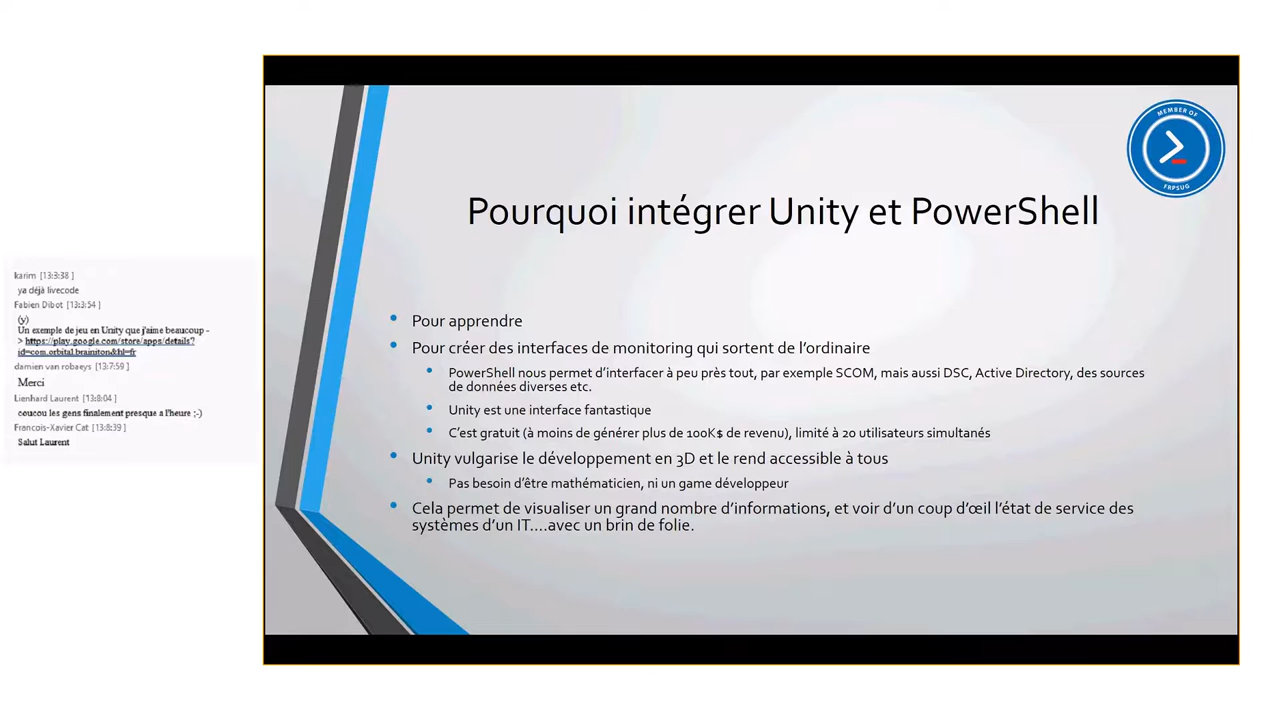 karim [13:3:38 ]
ya déjà livecode
Fabien Dibot [13:3:54 ]
(y)
Un exemple de jeu en Unity que j'aime beaucoup -
> https://play.google.com/store/apps/details?
id=com.orbital.brainiton&hl=fr
damien van robaeys [13:7:59 ]
Merci
Lienhard Laurent [13:8:04 ]
coucou les gens finalement presque a l'heure ;-)
Francois-Xavier Cat [13:8:39 ]
Salut Laurent
MEMBER OF
FRPSUG
Pourquoi intégrer Unity et PowerShell
• Pour apprendre
• Pour créer des interfaces de monitoring qui sortent de l'ordinaire
• PowerShell nous permet d'interfacer à peu près tout, par exemple SCOM, mais aussi DSC, Active Directory, des sources
de données diverses etc.
• Unity est une interface fantastique
• C'est gratuit (à moins de générer plus de 100K$ de revenu), limité à 20 utilisateurs simultanés
• Unity vulgarise le développement en 3D et le rend accessible à tous
• Pas besoin d'être mathématicien, ni un game développeur
• Cela permet de visualiser un grand nombre d'informations, et voir d'un coup d'œil l'état de service des
systèmes d'un IT....avec un brin de folie.